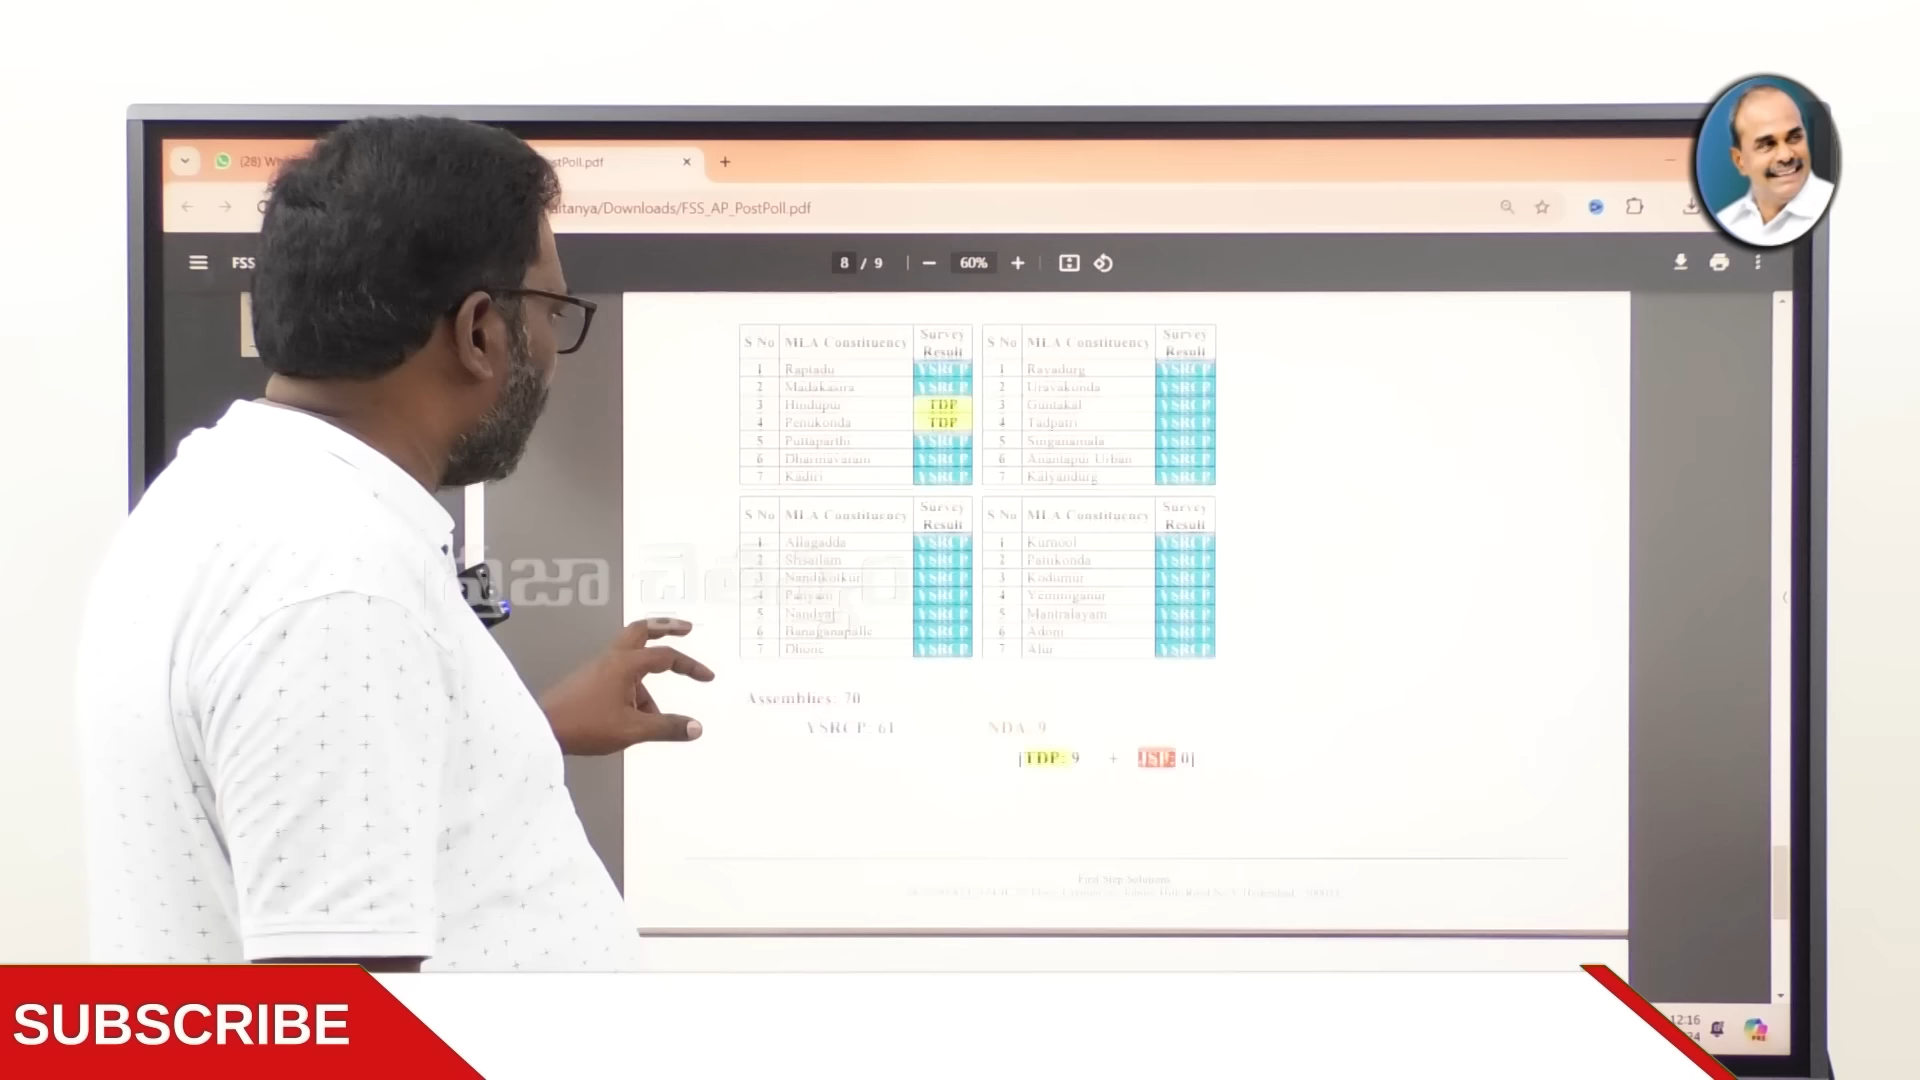 (28) Wh
stPoll.pdf
aitanya/Downloads/FSS_AP_PostPoll.pdf
FSS
8 / 9
60%
S No MLA Constituency Survey Result
1 Raptadu YSRCP
2 Madakasira YSRCP
3 Hindupur TDP
4 Penukonda TDP
5 Puttaparthi YSRCP
6 Dharmavaram YSRCP
7 Kadiri YSRCP
S No MLA Constituency Survey Result
1 Rayadurg YSRCP
2 Uravakonda YSRCP
3 Guntakal YSRCP
4 Tadpatri YSRCP
5 Singanamala YSRCP
6 Anantapur Urban YSRCP
7 Kalyandurg YSRCP
S No MLA Constituency Survey Result
1 Allagadda YSRCP
2 Srisailam YSRCP
3 Nandikotkur YSRCP
4 Panyam YSRCP
5 Nandyal YSRCP
6 Banaganapalle YSRCP
7 Dhone YSRCP
S No MLA Constituency Survey Result
1 Kurnool YSRCP
2 Pattikonda YSRCP
3 Kodumur YSRCP
4 Yemmiganur YSRCP
5 Mantralayam YSRCP
6 Adoni YSRCP
7 Alur YSRCP
ప్రజా చైతన్యం
Assemblies: 70
YSRCP: 61 NDA: 9
[TDP: 9 + JSP: 0]
First Step Solutions
12:16
SUBSCRIBE